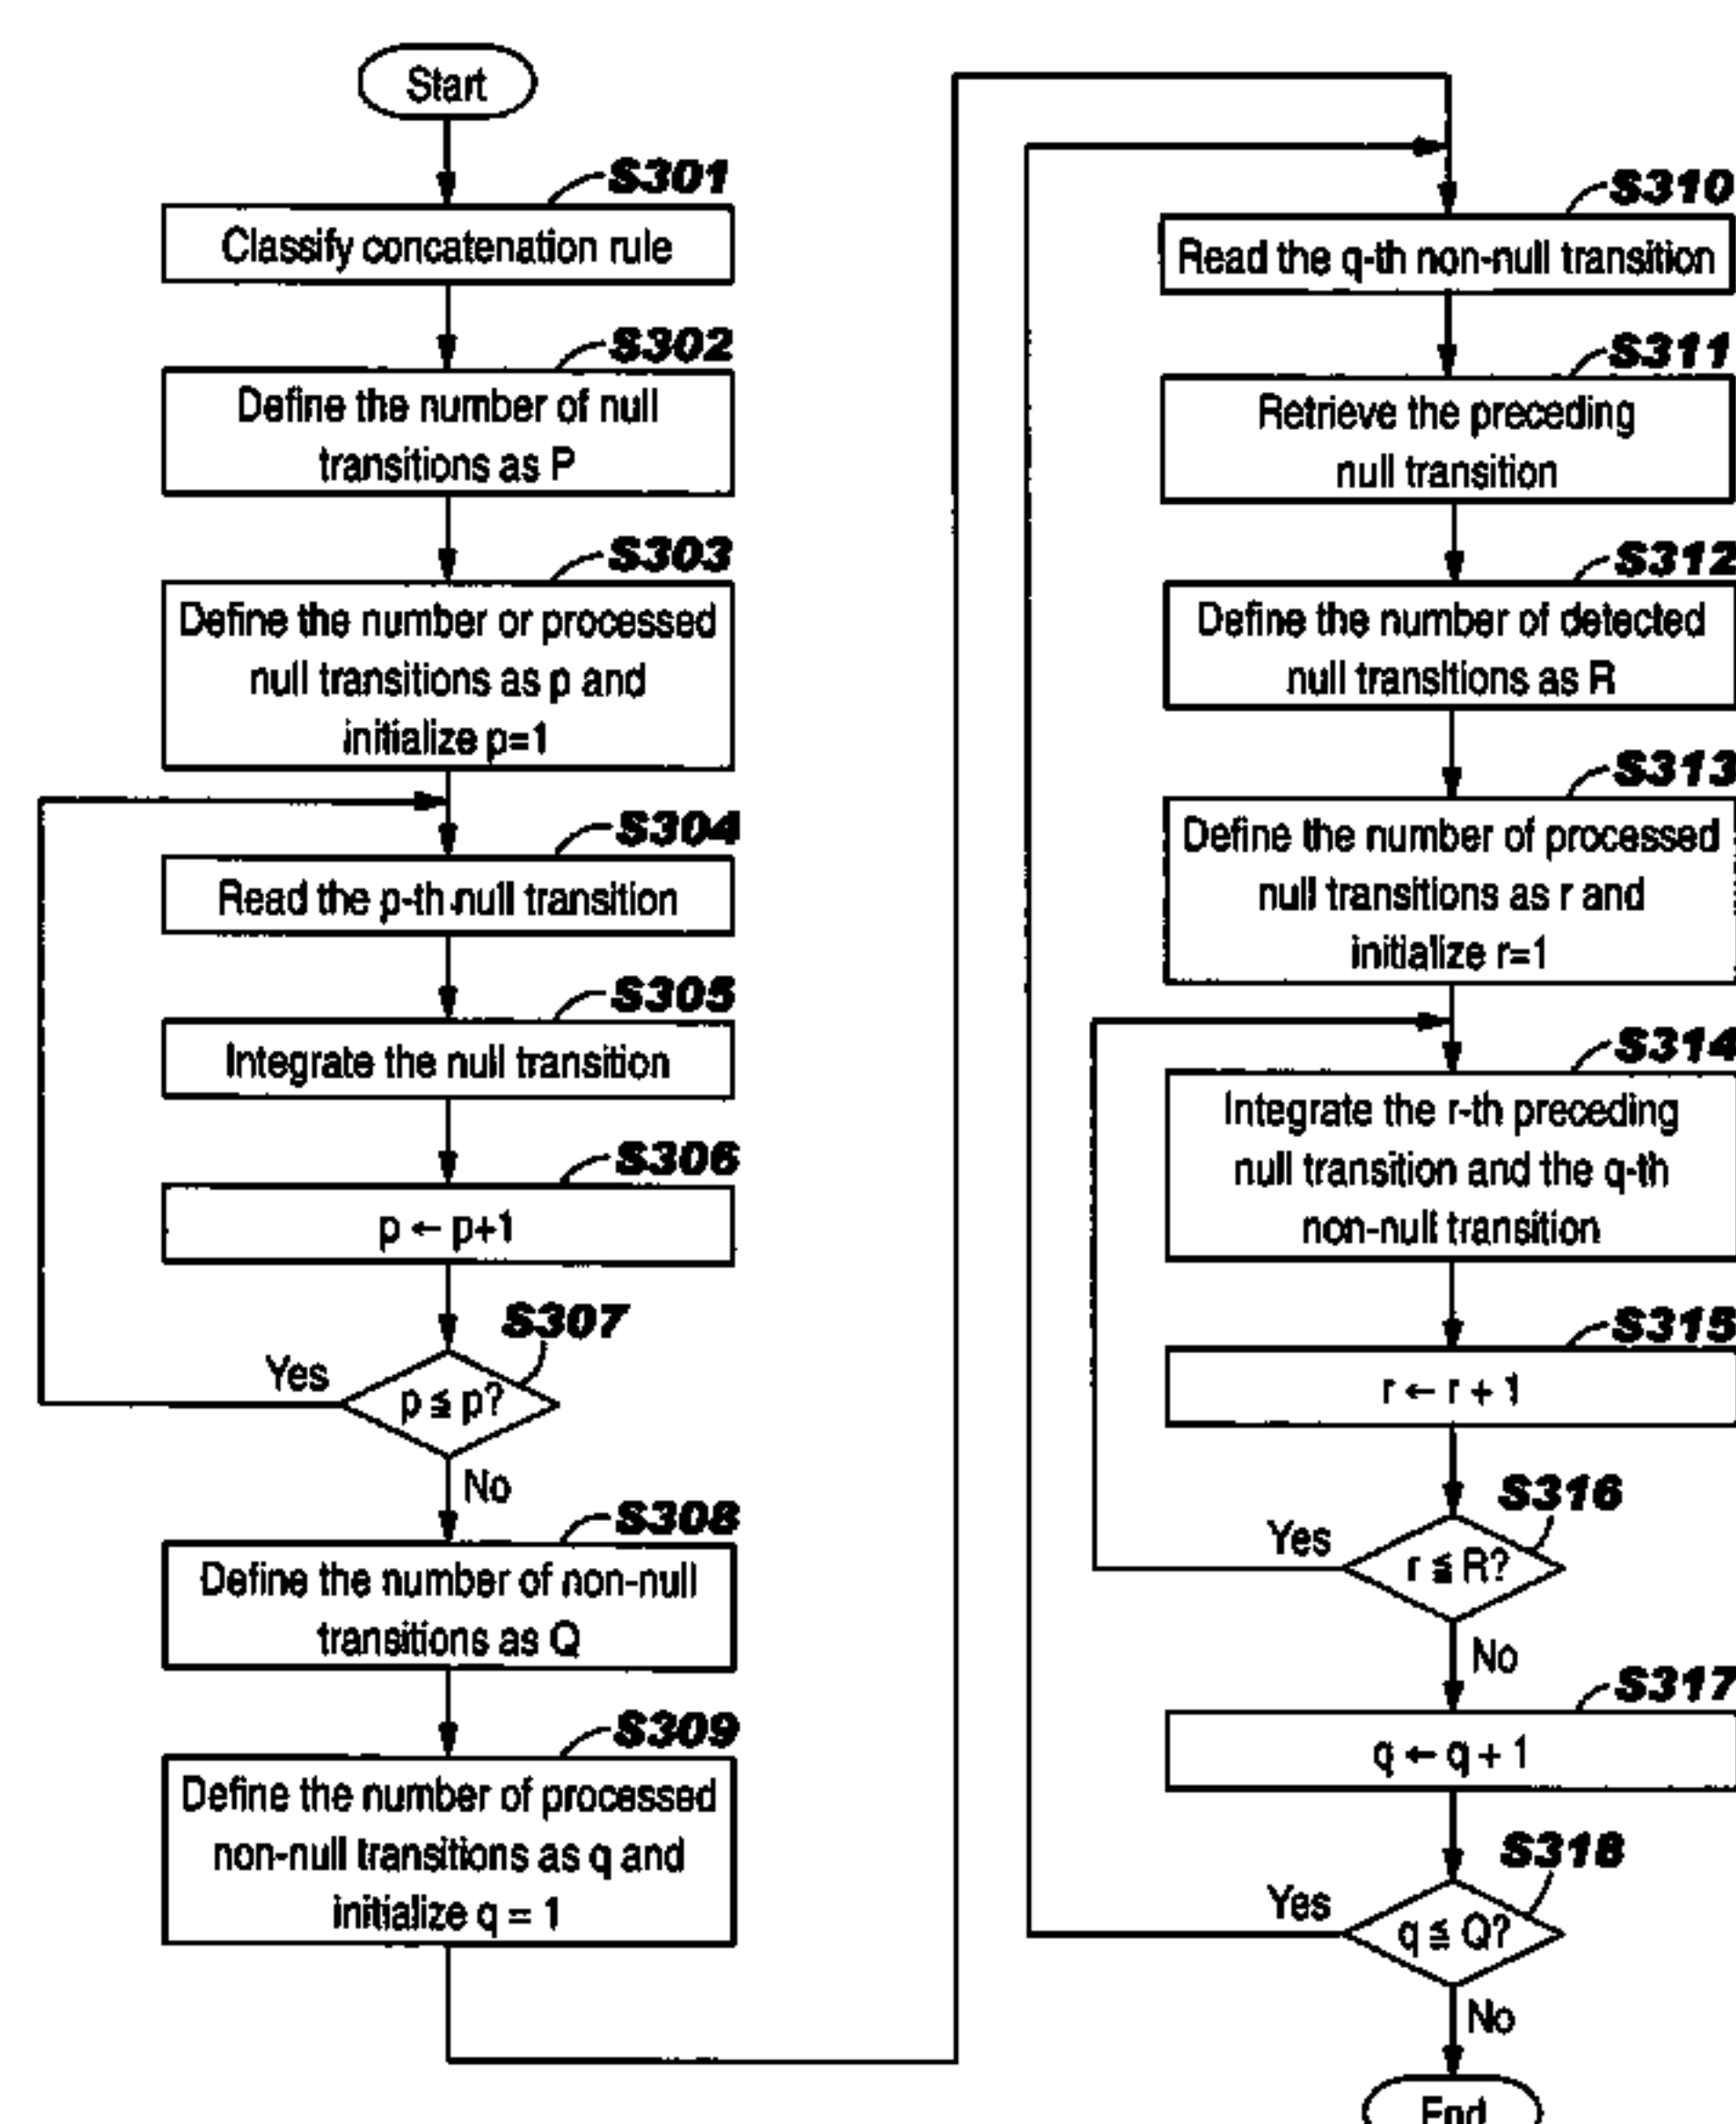 Start
S301
Classify concatenation rule
S302
Define the number of null
transitions as P
S303
Define the number or processed
null transitions as p and
initialize p=1
S304
Read the p-th null transition
S305
Integrate the null transition
S306
p ← p+1
S307
Yes
p ≦ p?
No
S308
Define the number of non-null
transitions as Q
S309
Define the number of processed
non-null transitions as q and
initialize q = 1
S310
Read the q-th non-null transition
S311
Retrieve the preceding
null transition
S312
Define the number of detected
null transitions as R
S313
Define the number of processed
null transitions as r and
initialize r=1
S314
Integrate the r-th preceding
null transition and the q-th
non-null transition
S315
r ← r + 1
S316
Yes
r ≦ R?
No
S317
q ← q + 1
S318
Yes
q ≦ Q?
No
End